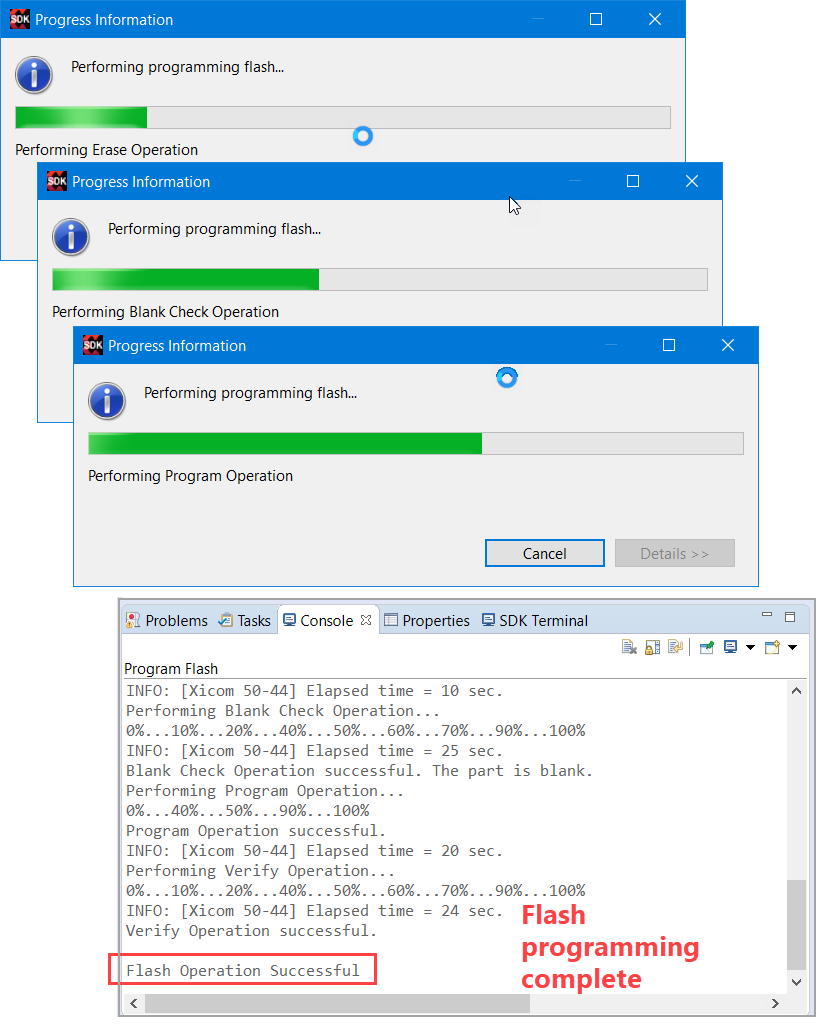 SDK Progress Information
Performing programming flash...
Performing Erase Operation
SDK Progress Information
Performing programming flash...
Performing Blank Check Operation
SDK Progress Information
Performing programming flash...
Performing Program Operation
Cancel Details >>
Problems Tasks Console Properties SDK Terminal
Program Flash
INFO: [Xicom 50-44] Elapsed time = 10 sec.
Performing Blank Check Operation...
0%...10%...20%...40%...50%...60%...70%...90%...100%
INFO: [Xicom 50-44] Elapsed time = 25 sec.
Blank Check Operation successful. The part is blank.
Performing Program Operation...
0%...40%...50%...90%...100%
Program Operation successful.
INFO: [Xicom 50-44] Elapsed time = 20 sec.
Performing Verify Operation...
0%...10%...20%...40%...50%...60%...70%...90%...100%
INFO: [Xicom 50-44] Elapsed time = 24 sec.
Verify Operation successful.
Flash Operation Successful
Flash
programming
complete